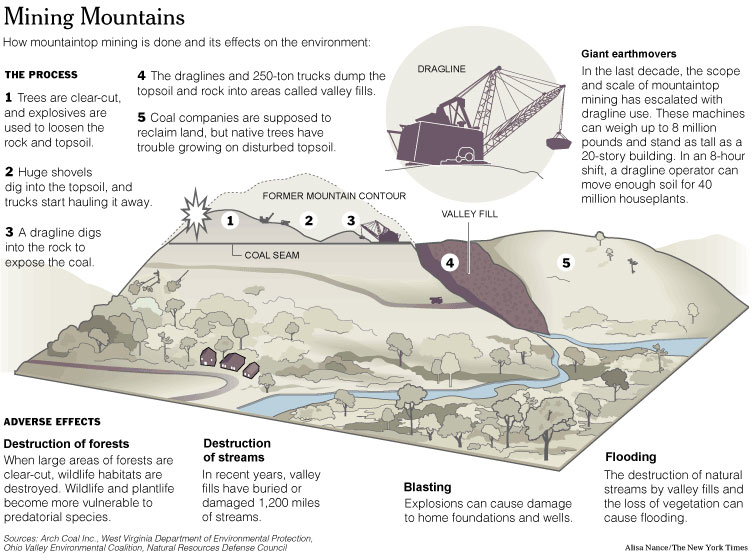 Mining Mountains
How mountaintop mining is done and its effects on the environment:
THE PROCESS
1 Trees are clear-cut,
and explosives are
used to loosen the
rock and topsoil.
2 Huge shovels
dig into the topsoil, and
trucks start hauling it away.
3 A dragline digs
into the rock to
expose the coal.
4 The draglines and 250-ton trucks dump the
topsoil and rock into areas called valley fills.
5 Coal companies are supposed to
reclaim land, but native trees have
trouble growing on disturbed topsoil.
DRAGLINE
Giant earthmovers
In the last decade, the scope
and scale of mountaintop
mining has escalated with
dragline use. These machines
can weigh up to 8 million
pounds and stand as tall as a
20-story building. In an 8-hour
shift, a dragline operator can
move enough soil for 40
million houseplants.
FORMER MOUNTAIN CONTOUR
VALLEY FILL
1
2
3
COAL SEAM
4
5
ADVERSE EFFECTS
Destruction of forests
When large areas of forests are
clear-cut, wildlife habitats are
destroyed. Wildlife and plantlife
become more vulnerable to
predatorial species.
Destruction
of streams
In recent years, valley
fills have buried or
damaged 1,200 miles
of streams.
Blasting
Explosions can cause damage
to home foundations and wells.
Flooding
The destruction of natural
streams by valley fills and
the loss of vegetation can
cause flooding.
Sources: Arch Coal Inc., West Virginia Department of Environmental Protection,
Ohio Valley Environmental Coalition, Natural Resources Defense Council
Alisa Nance/The New York Times